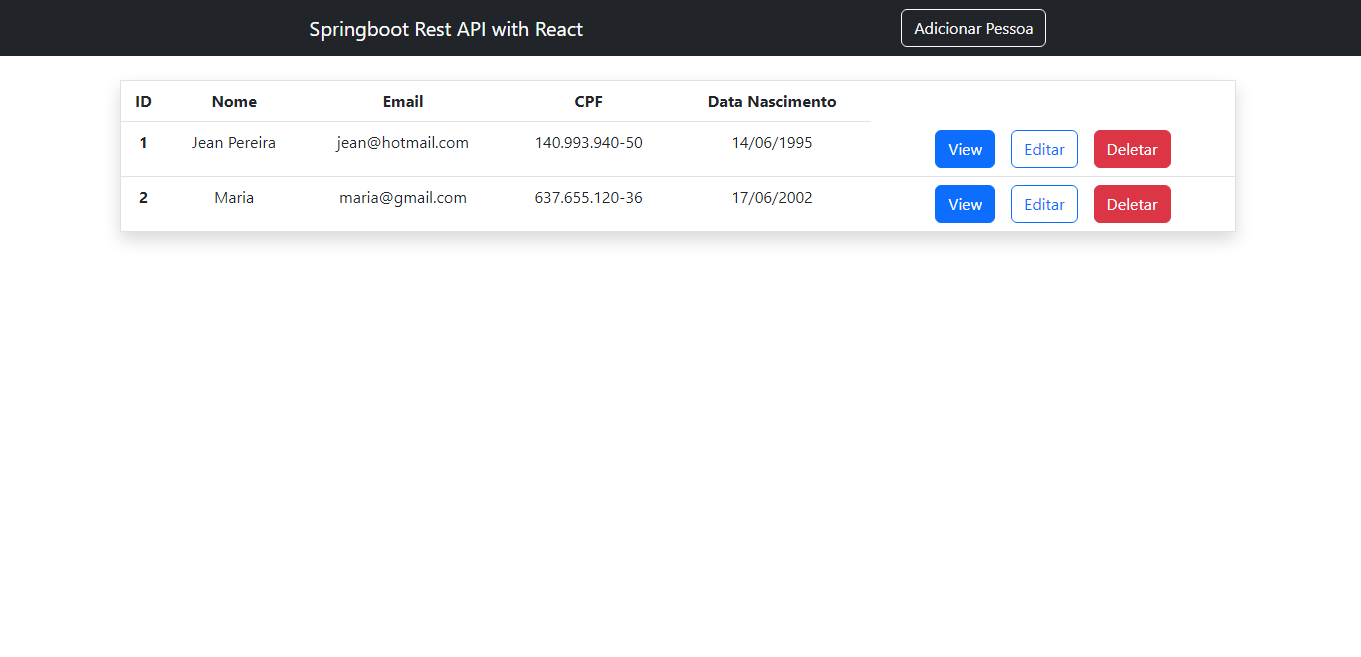 Springboot Rest API with React Adicionar Pessoa
ID Nome Email CPF Data Nascimento
1 Jean Pereira jean@hotmail.com 140.993.940-50 14/06/1995 View Editar Deletar
2 Maria maria@gmail.com 637.655.120-36 17/06/2002 View Editar Deletar